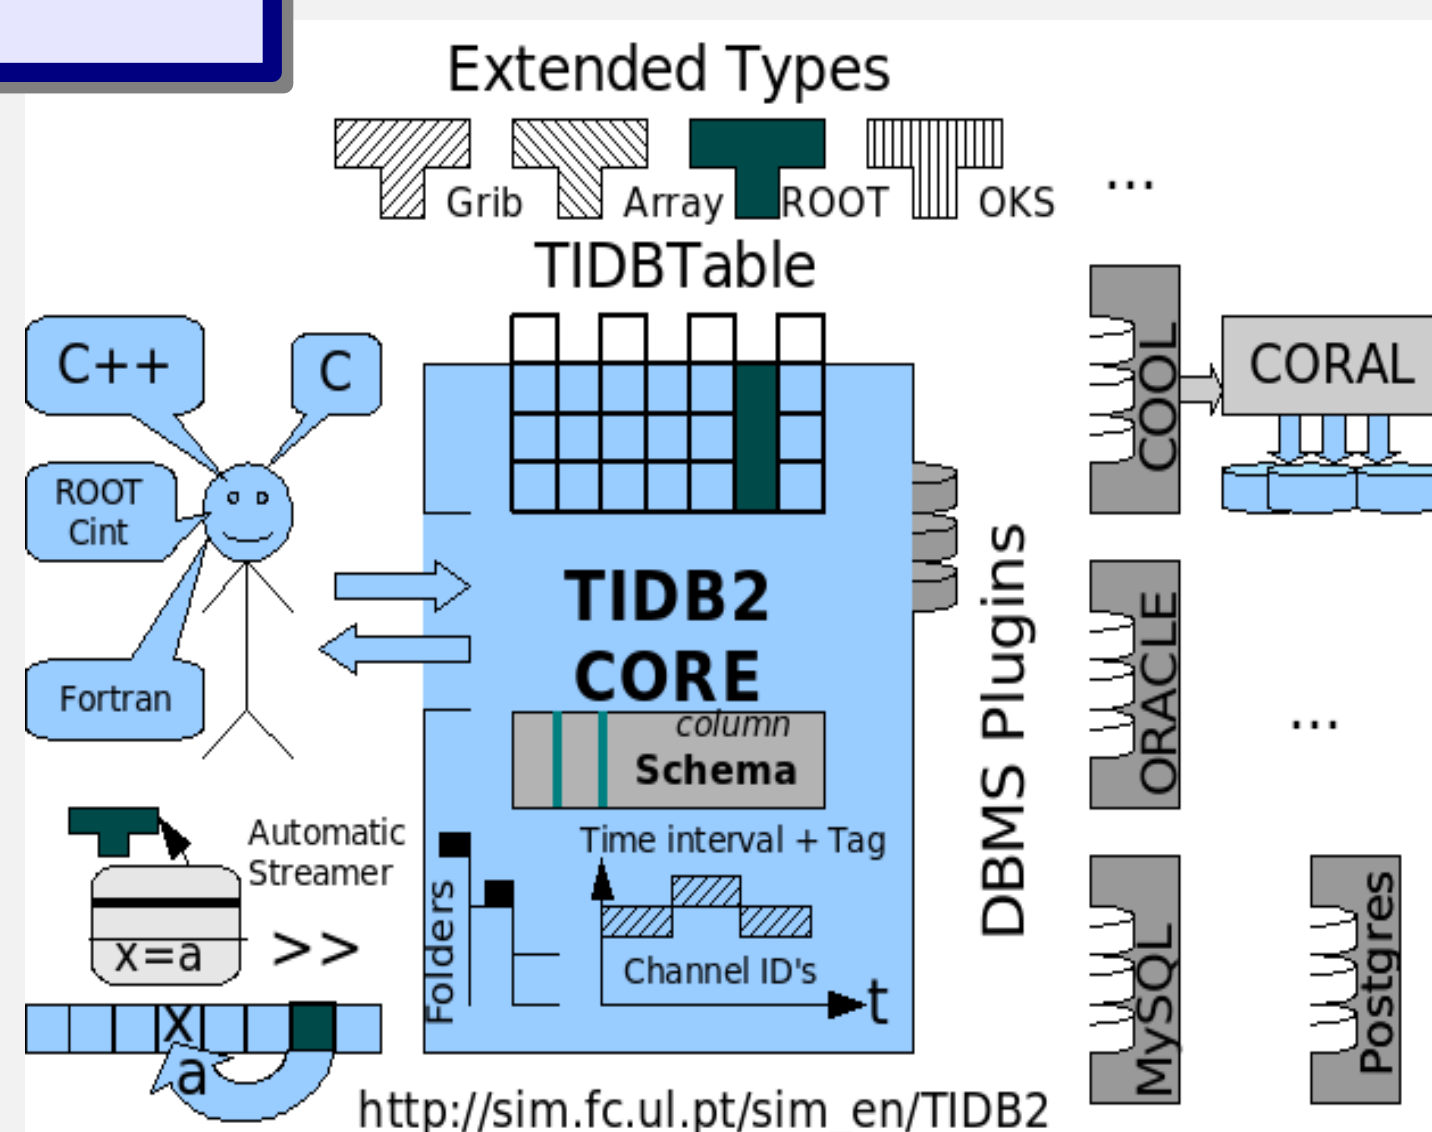 Extended Types
Grib
Array
ROOT
OKS
...
TIDBTable
C++
C
ROOT
Cint
Fortran
TIDB2
CORE
column
Schema
Time interval + Tag
Channel ID's
t
Folders
Automatic
Streamer
x=a
>>
X
a
DBMS Plugins
COOL
CORAL
ORACLE
...
MySQL
Postgres
http://sim.fc.ul.pt/sim_en/TIDB2